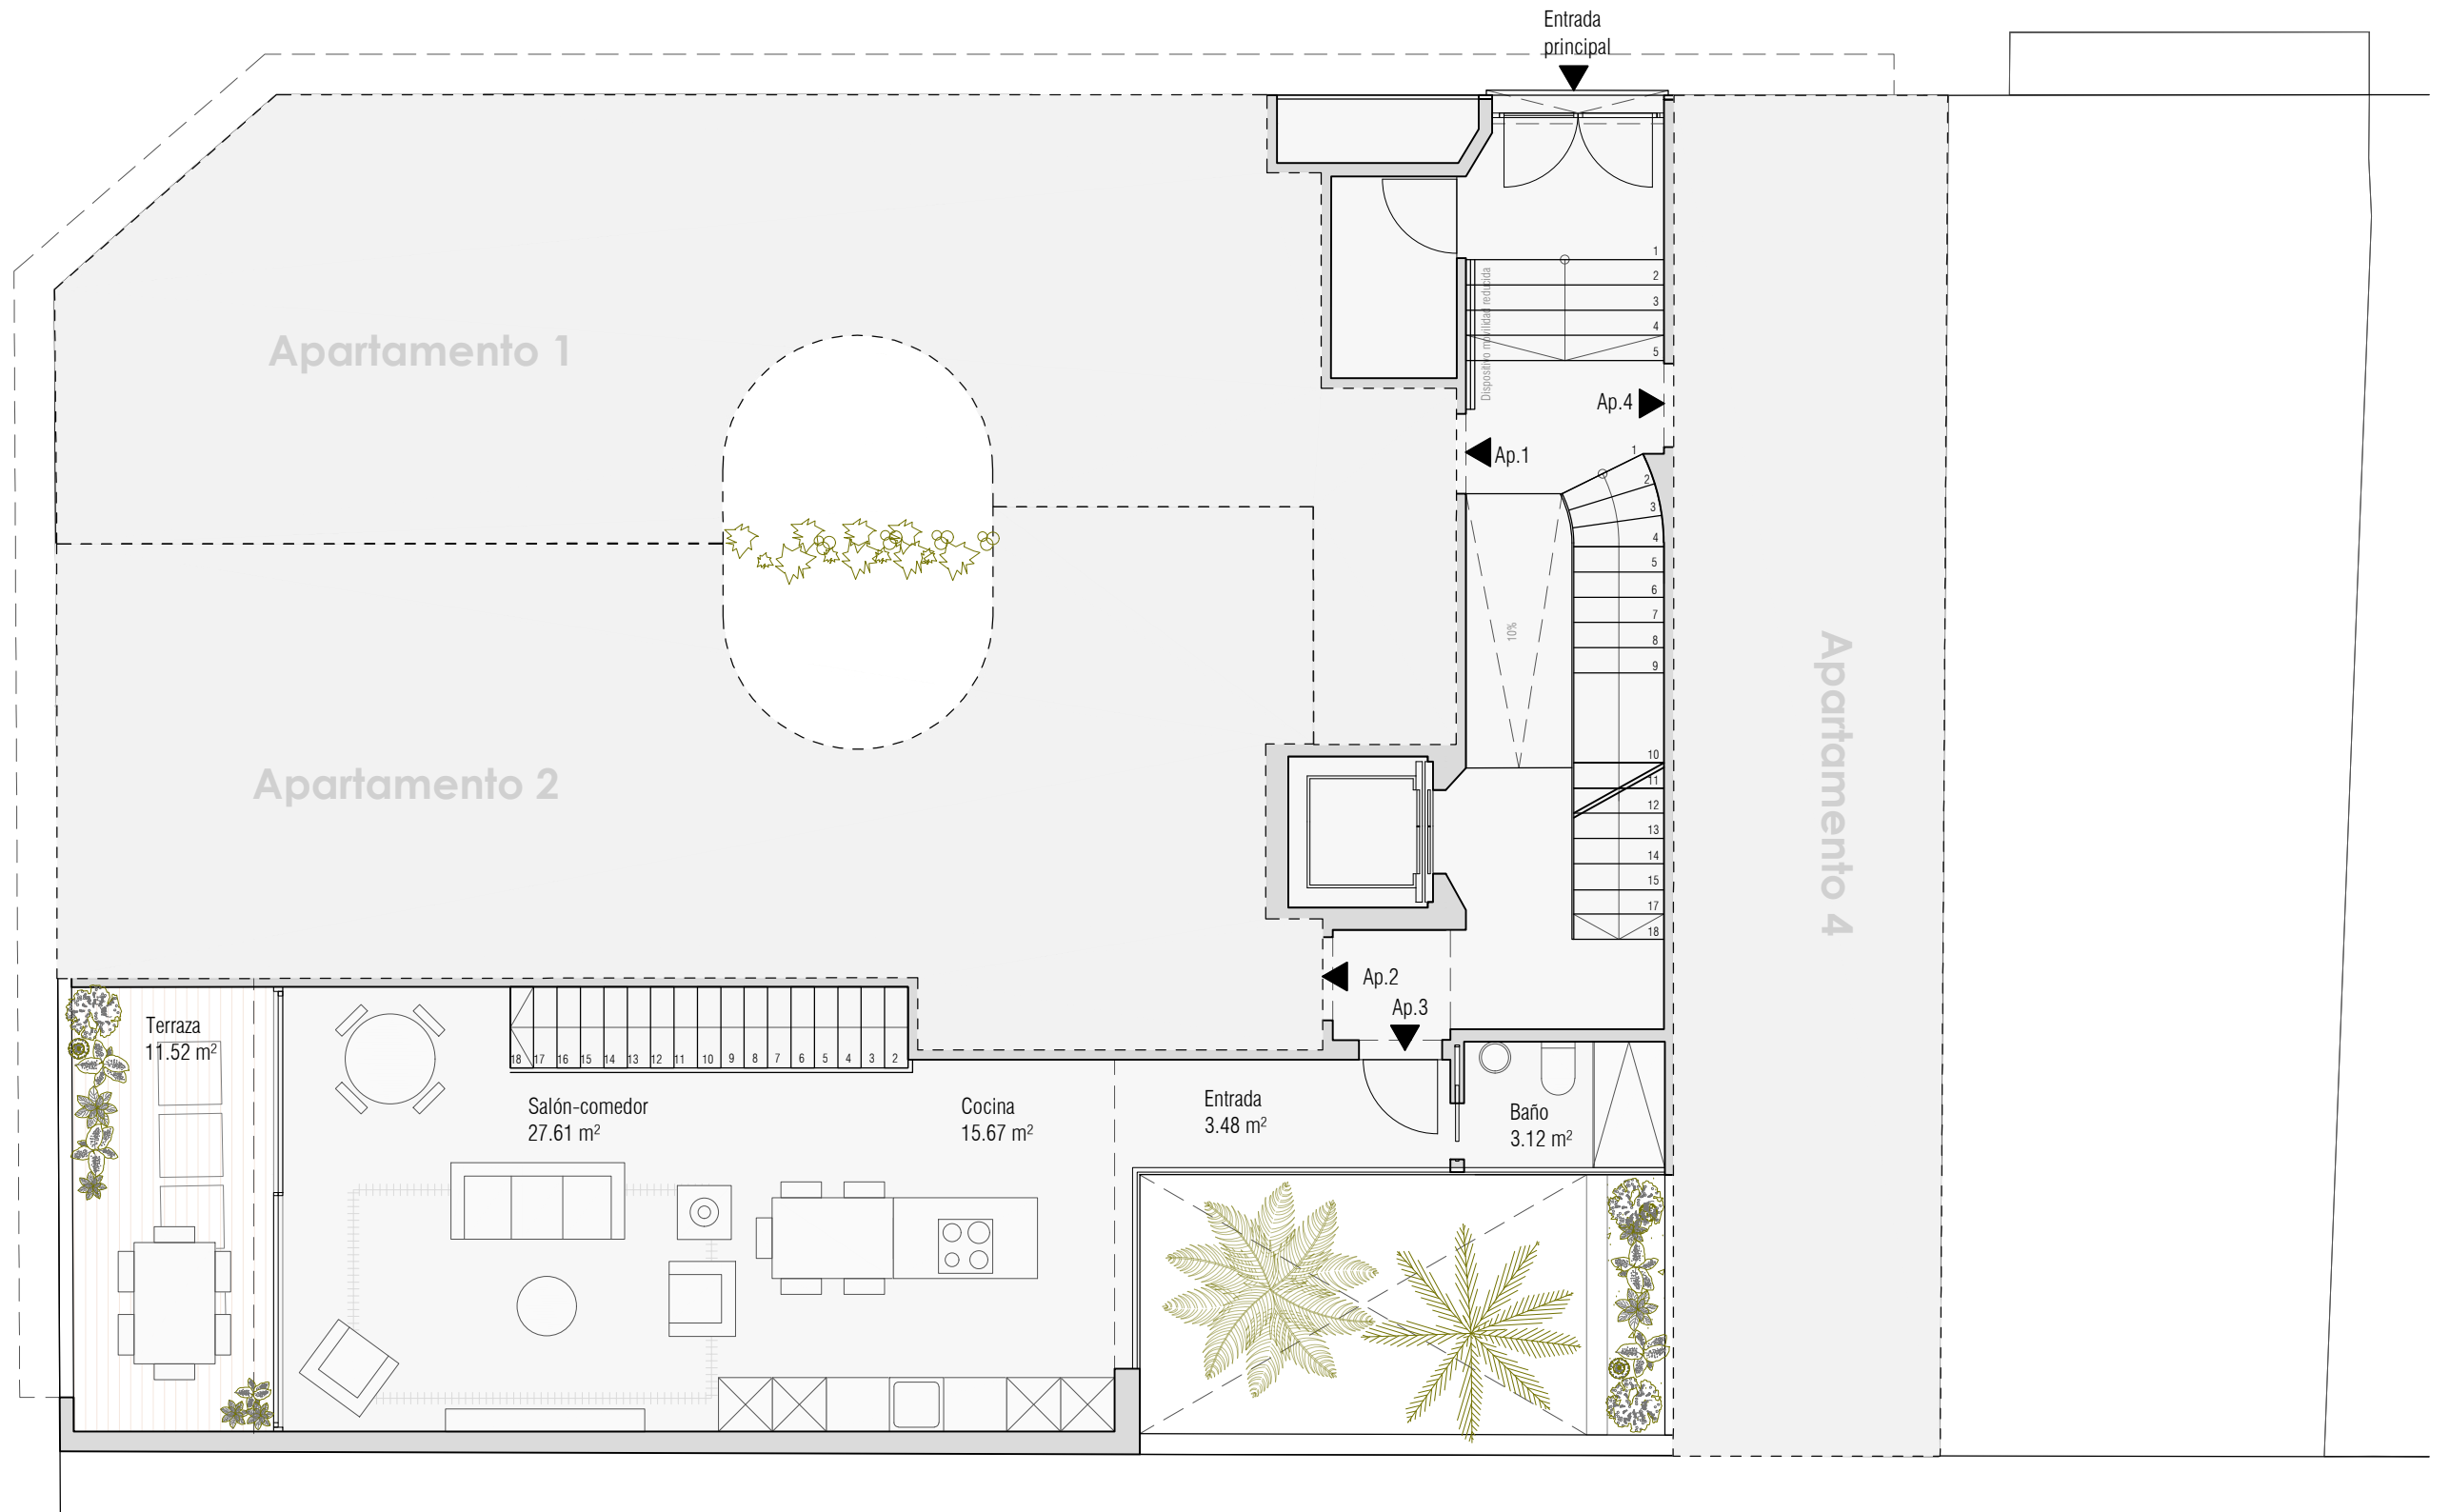 Entrada
principal
1
2
3
4
5
Dispositivo movilidad reducida
Apartamento 1
Ap.4
Ap.1
1
2
3
4
5
6
7
8
9
10
11
12
13
14
15
17
18
10%
Apartamento 4
Apartamento 2
Ap.2
Ap.3
Terraza
11.52 m²
18 17 16 15 14 13 12 11 10 9 8 7 6 5 4 3 2
Salón-comedor
27.61 m²
Cocina
15.67 m²
Entrada
3.48 m²
Baño
3.12 m²